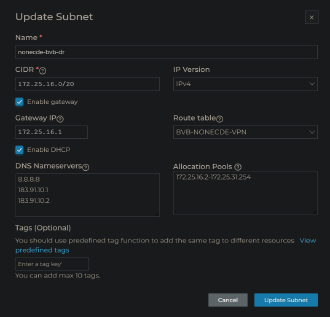 Update Subnet
×
Name *
nonecde-bvb-dr
CIDR *
172.25.16.0/20
IP Version
IPv4
Enable gateway
Gateway IP
172.25.16.1
Route table
BVB-NONECDE-VPN
Enable DHCP
DNS Nameservers
8.8.8.8
183.91.10.1
183.91.10.2
Allocation Pools
172.25.16.2-172.25.31.254
Tags (Optional)
You should use predefined tag function to add the same tag to different resources View
predefined tags
Enter a tag key*
You can add max 10 tags.
Cancel
Update Subnet